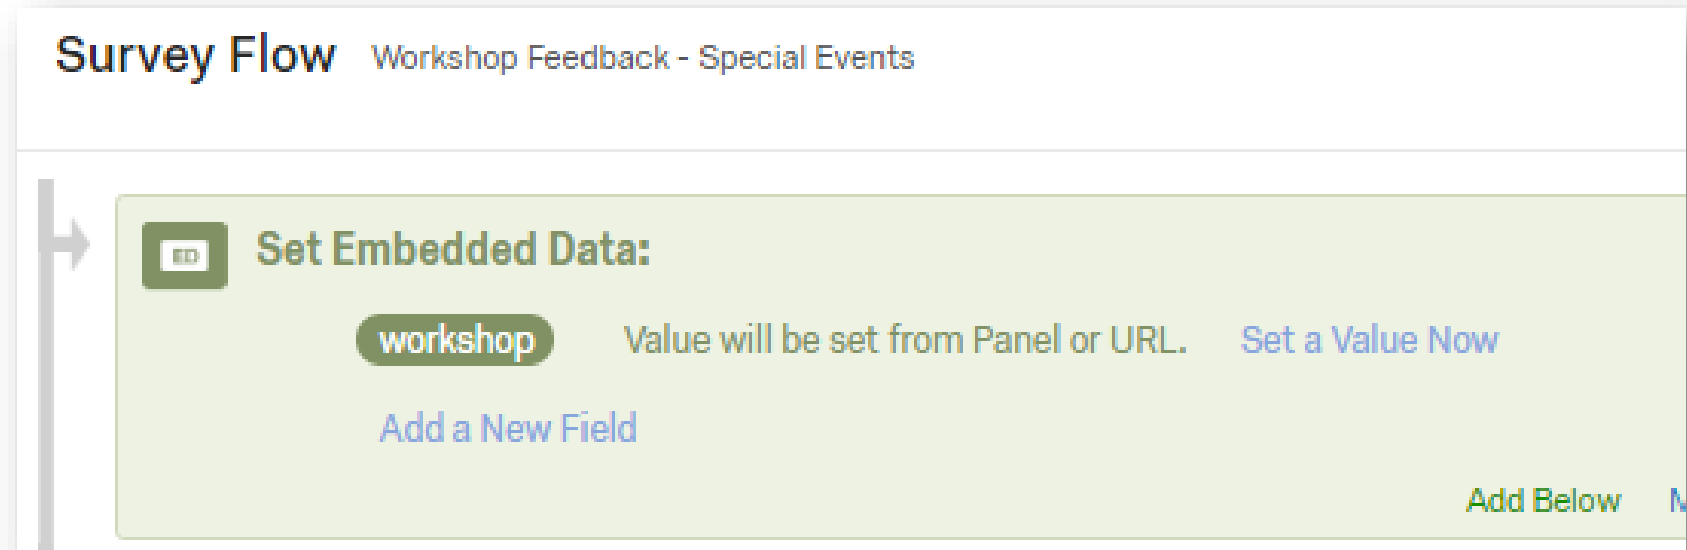 Survey Flow Workshop Feedback - Special Events
ED
Set Embedded Data:
workshop Value will be set from Panel or URL. Set a Value Now
Add a New Field
Add Below